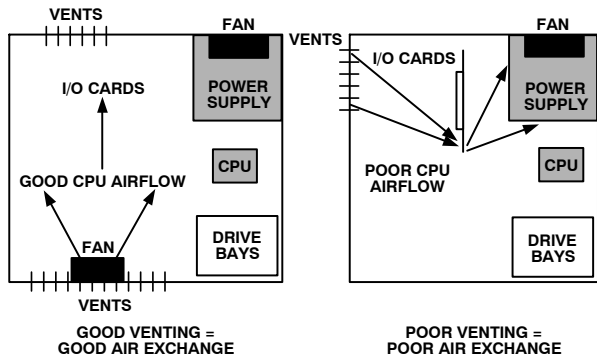 VENTS
FAN
I/O CARDS
POWER
SUPPLY
CPU
GOOD CPU AIRFLOW
FAN
DRIVE
BAYS
VENTS
GOOD VENTING =
GOOD AIR EXCHANGE
VENTS
FAN
I/O CARDS
POWER
SUPPLY
CPU
POOR CPU
AIRFLOW
DRIVE
BAYS
POOR VENTING =
POOR AIR EXCHANGE